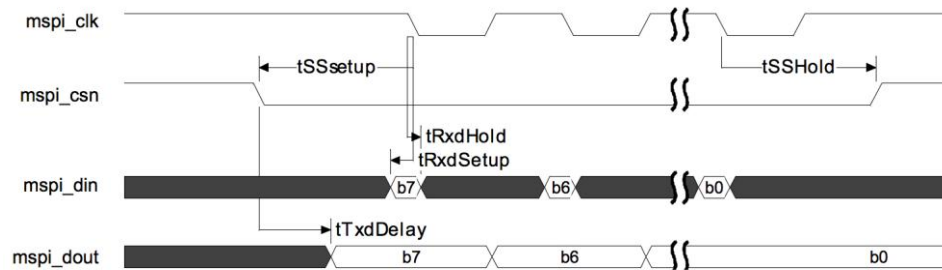 mspi_clk
tSSsetup
tSSHold
mspi_csn
tRxdHold
tRxdSetup
mspi_din b7 b6 b0
tTxdDelay
mspi_dout b7 b6 b0